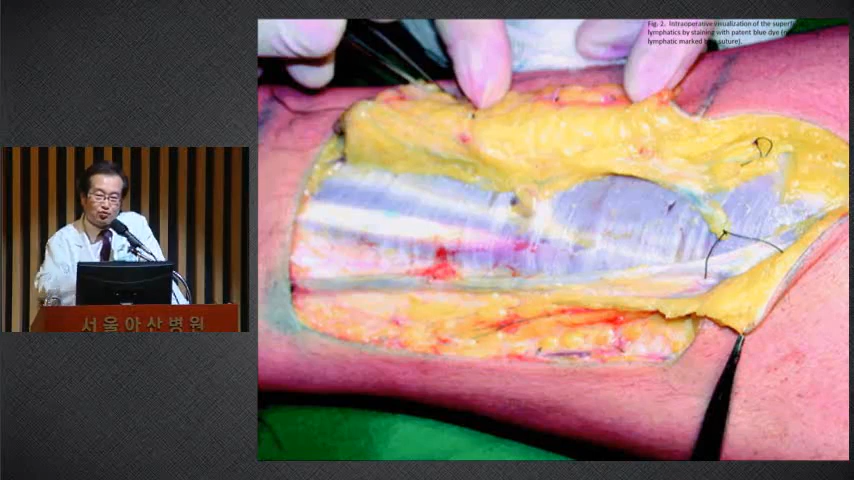 Fig. 2. Intraoperative visualization of the
lymphatics by staining with patent blue dye
lymphatic marked suture).
서울아산병원